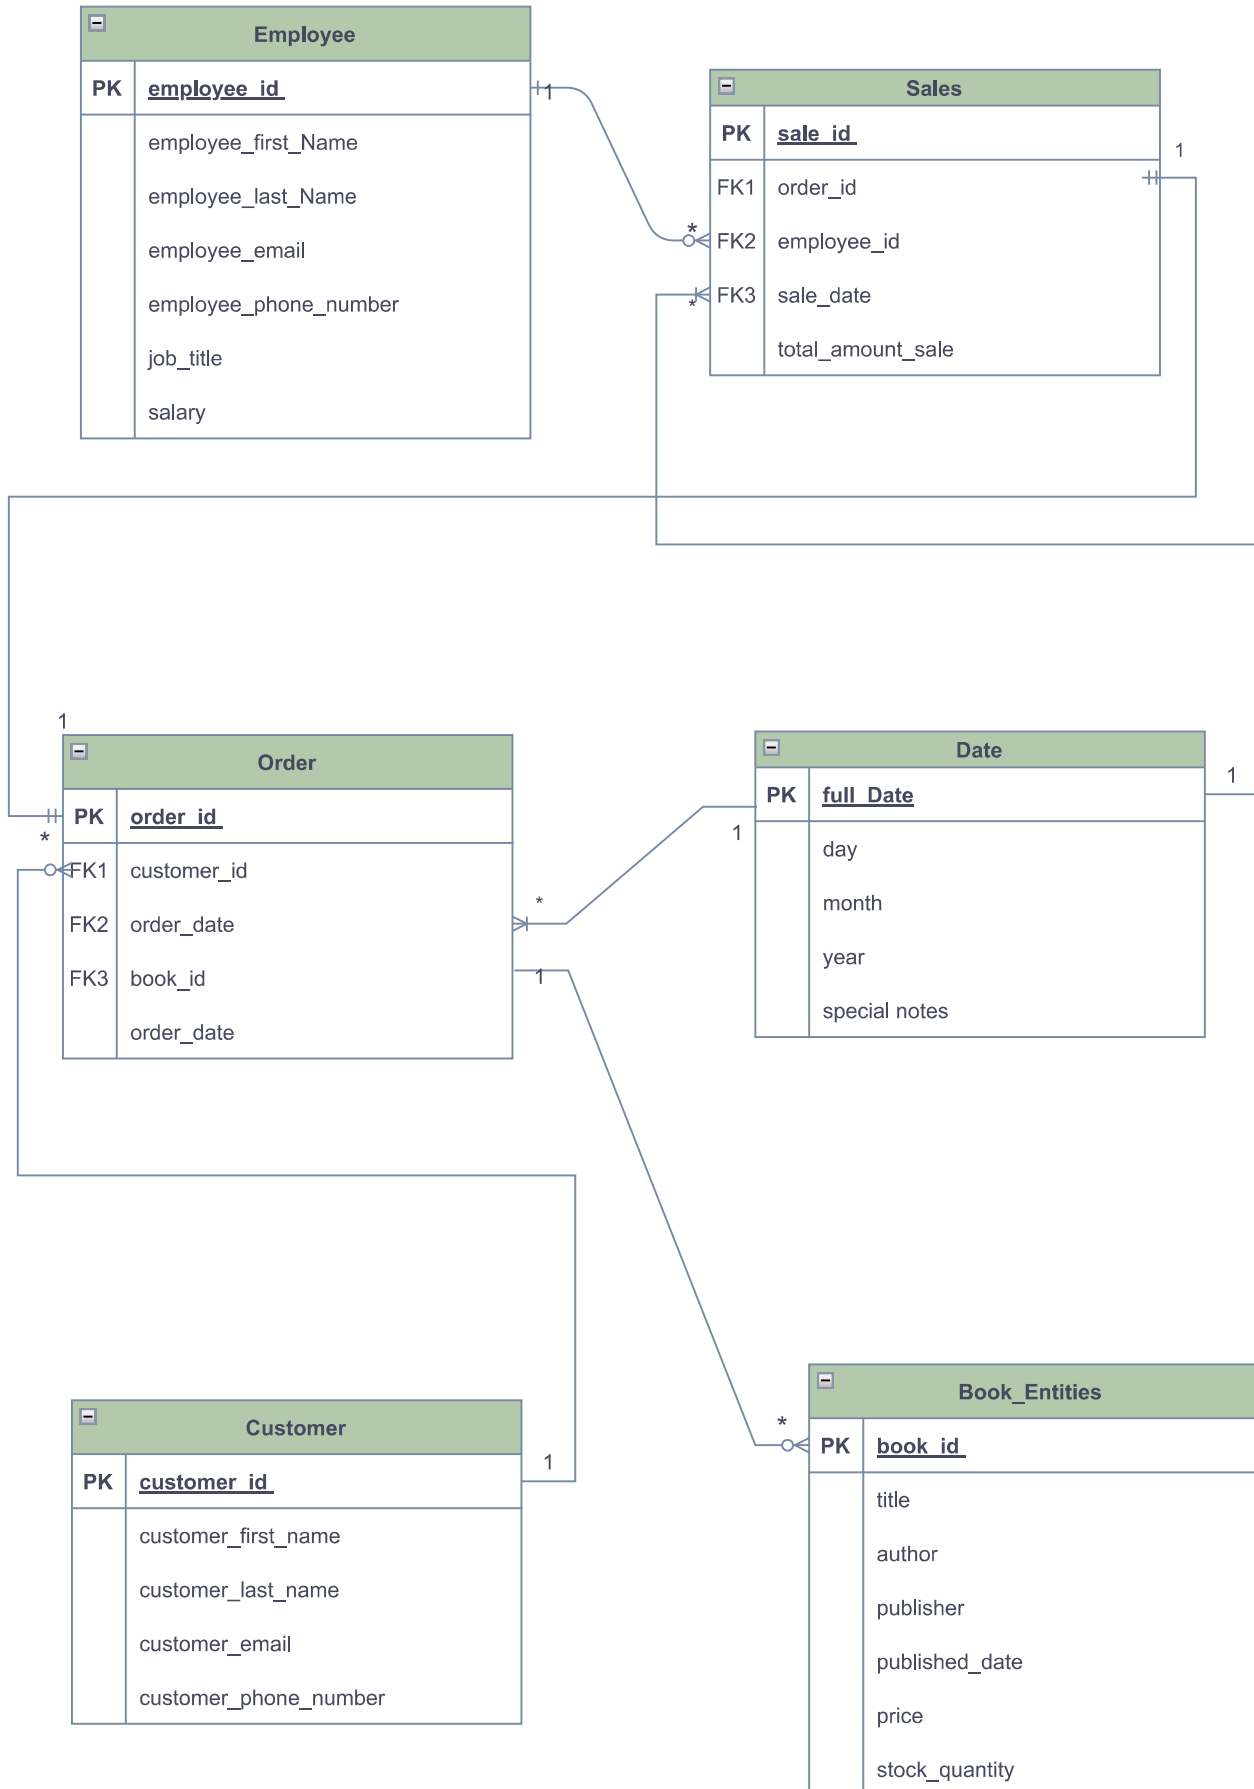 Employee
PK employee_id
employee_first_Name
employee_last_Name
employee_email
employee_phone_number
job_title
salary
1
Sales
PK sale_id
FK1 order_id
FK2 employee_id
FK3 sale_date
total_amount_sale
1
*
*
1
Order
PK order_id
FK1 customer_id
FK2 order_date
FK3 book_id
order_date
*
*
1
Date
PK full_Date
day
month
year
special notes
1
1
Customer
PK customer_id
customer_first_name
customer_last_name
customer_email
customer_phone_number
1
*
Book_Entities
PK book_id
title
author
publisher
published_date
price
stock_quantity